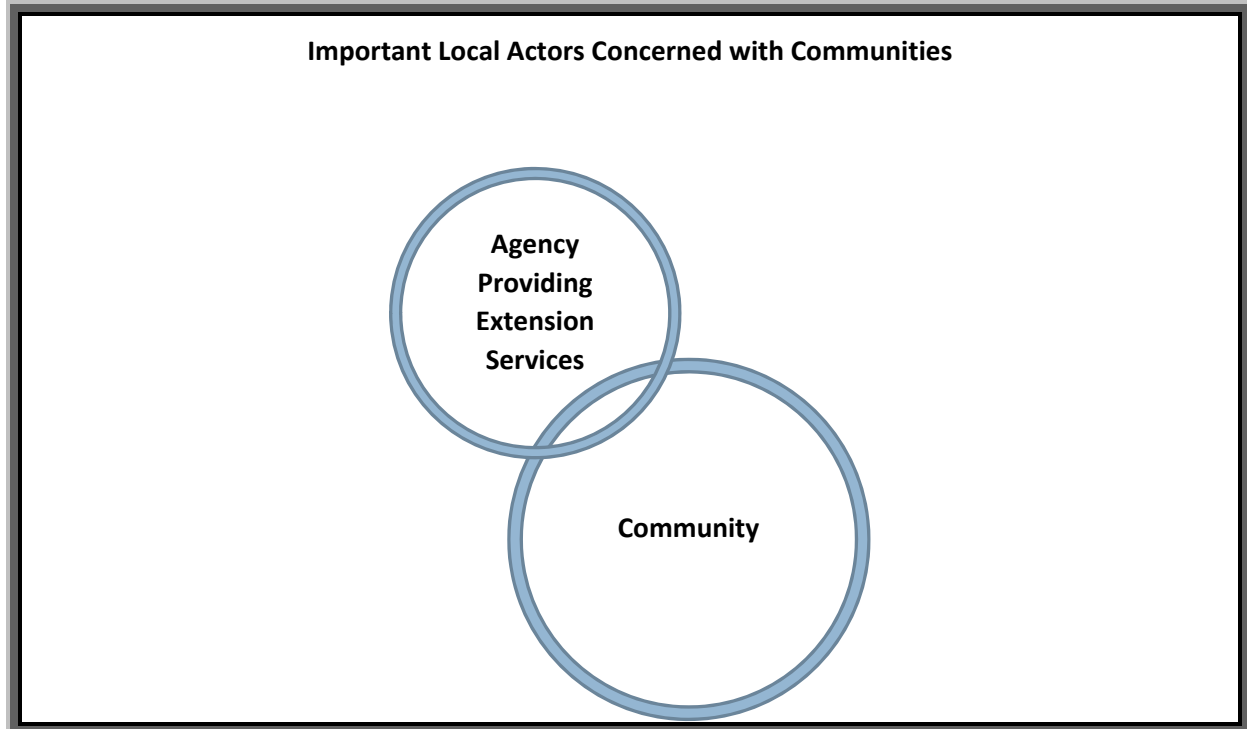 Important Local Actors Concerned with Communities
Agency
Providing
Extension
Services
Community